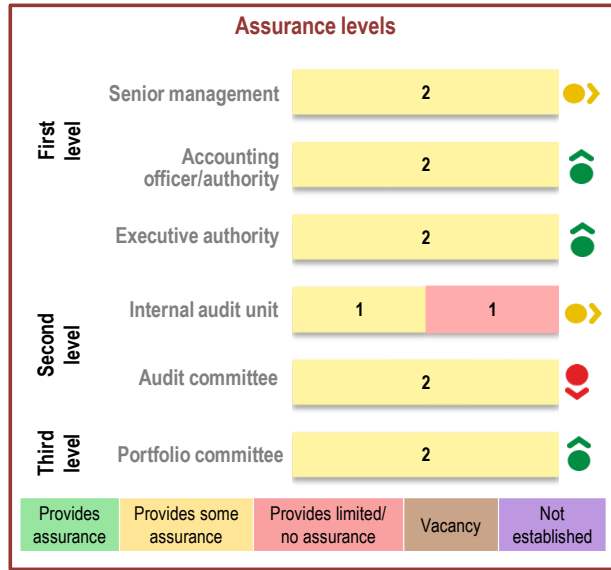 Assurance levels
First
level
Senior management
2
Accounting
officer/authority
2
Executive authority
2
Second
level
Internal audit unit
1
1
Audit committee
2
Third
level
Portfolio committee
2
Provides
assurance
Provides some
assurance
Provides limited/
no assurance
Vacancy
Not
established